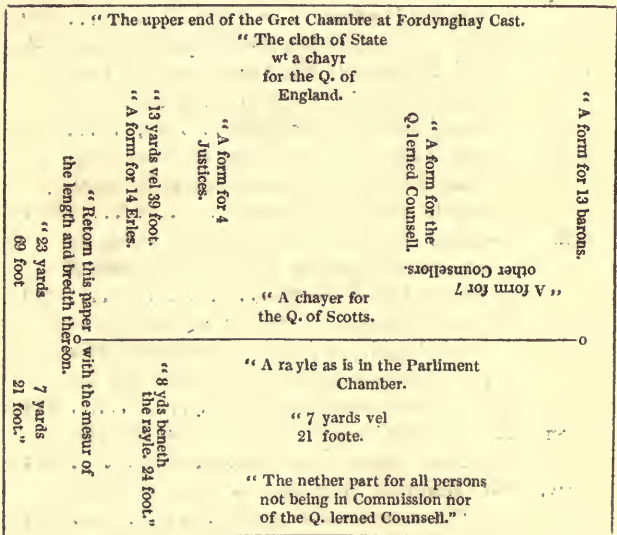 " The upper end of the Gret Chambre at Fordynghay Cast.
" The cloth of State
wt a chayr
for the Q. of
England.
" 13 yards vel 39 foot.
" A form for 14 Erles.
" A form for 4
Justices.
" A form for the
Q. lerned Counsell.
" A form for 13 barons.
" A form for 7
other Counsellors.
" Retorn this paper with the mesur of
the length and bredth thereon.
" 23 yards
69 foot
7 yards
21 foot."
" A chayer for
the Q. of Scotts.
" A rayle as is in the Parliment
Chamber.
" 8 yds beneth
the rayle. 24 foot."
" 7 yards vel
21 foote.
" The nether part for all persons
not being in Commission nor
of the Q. lerned Counsell."